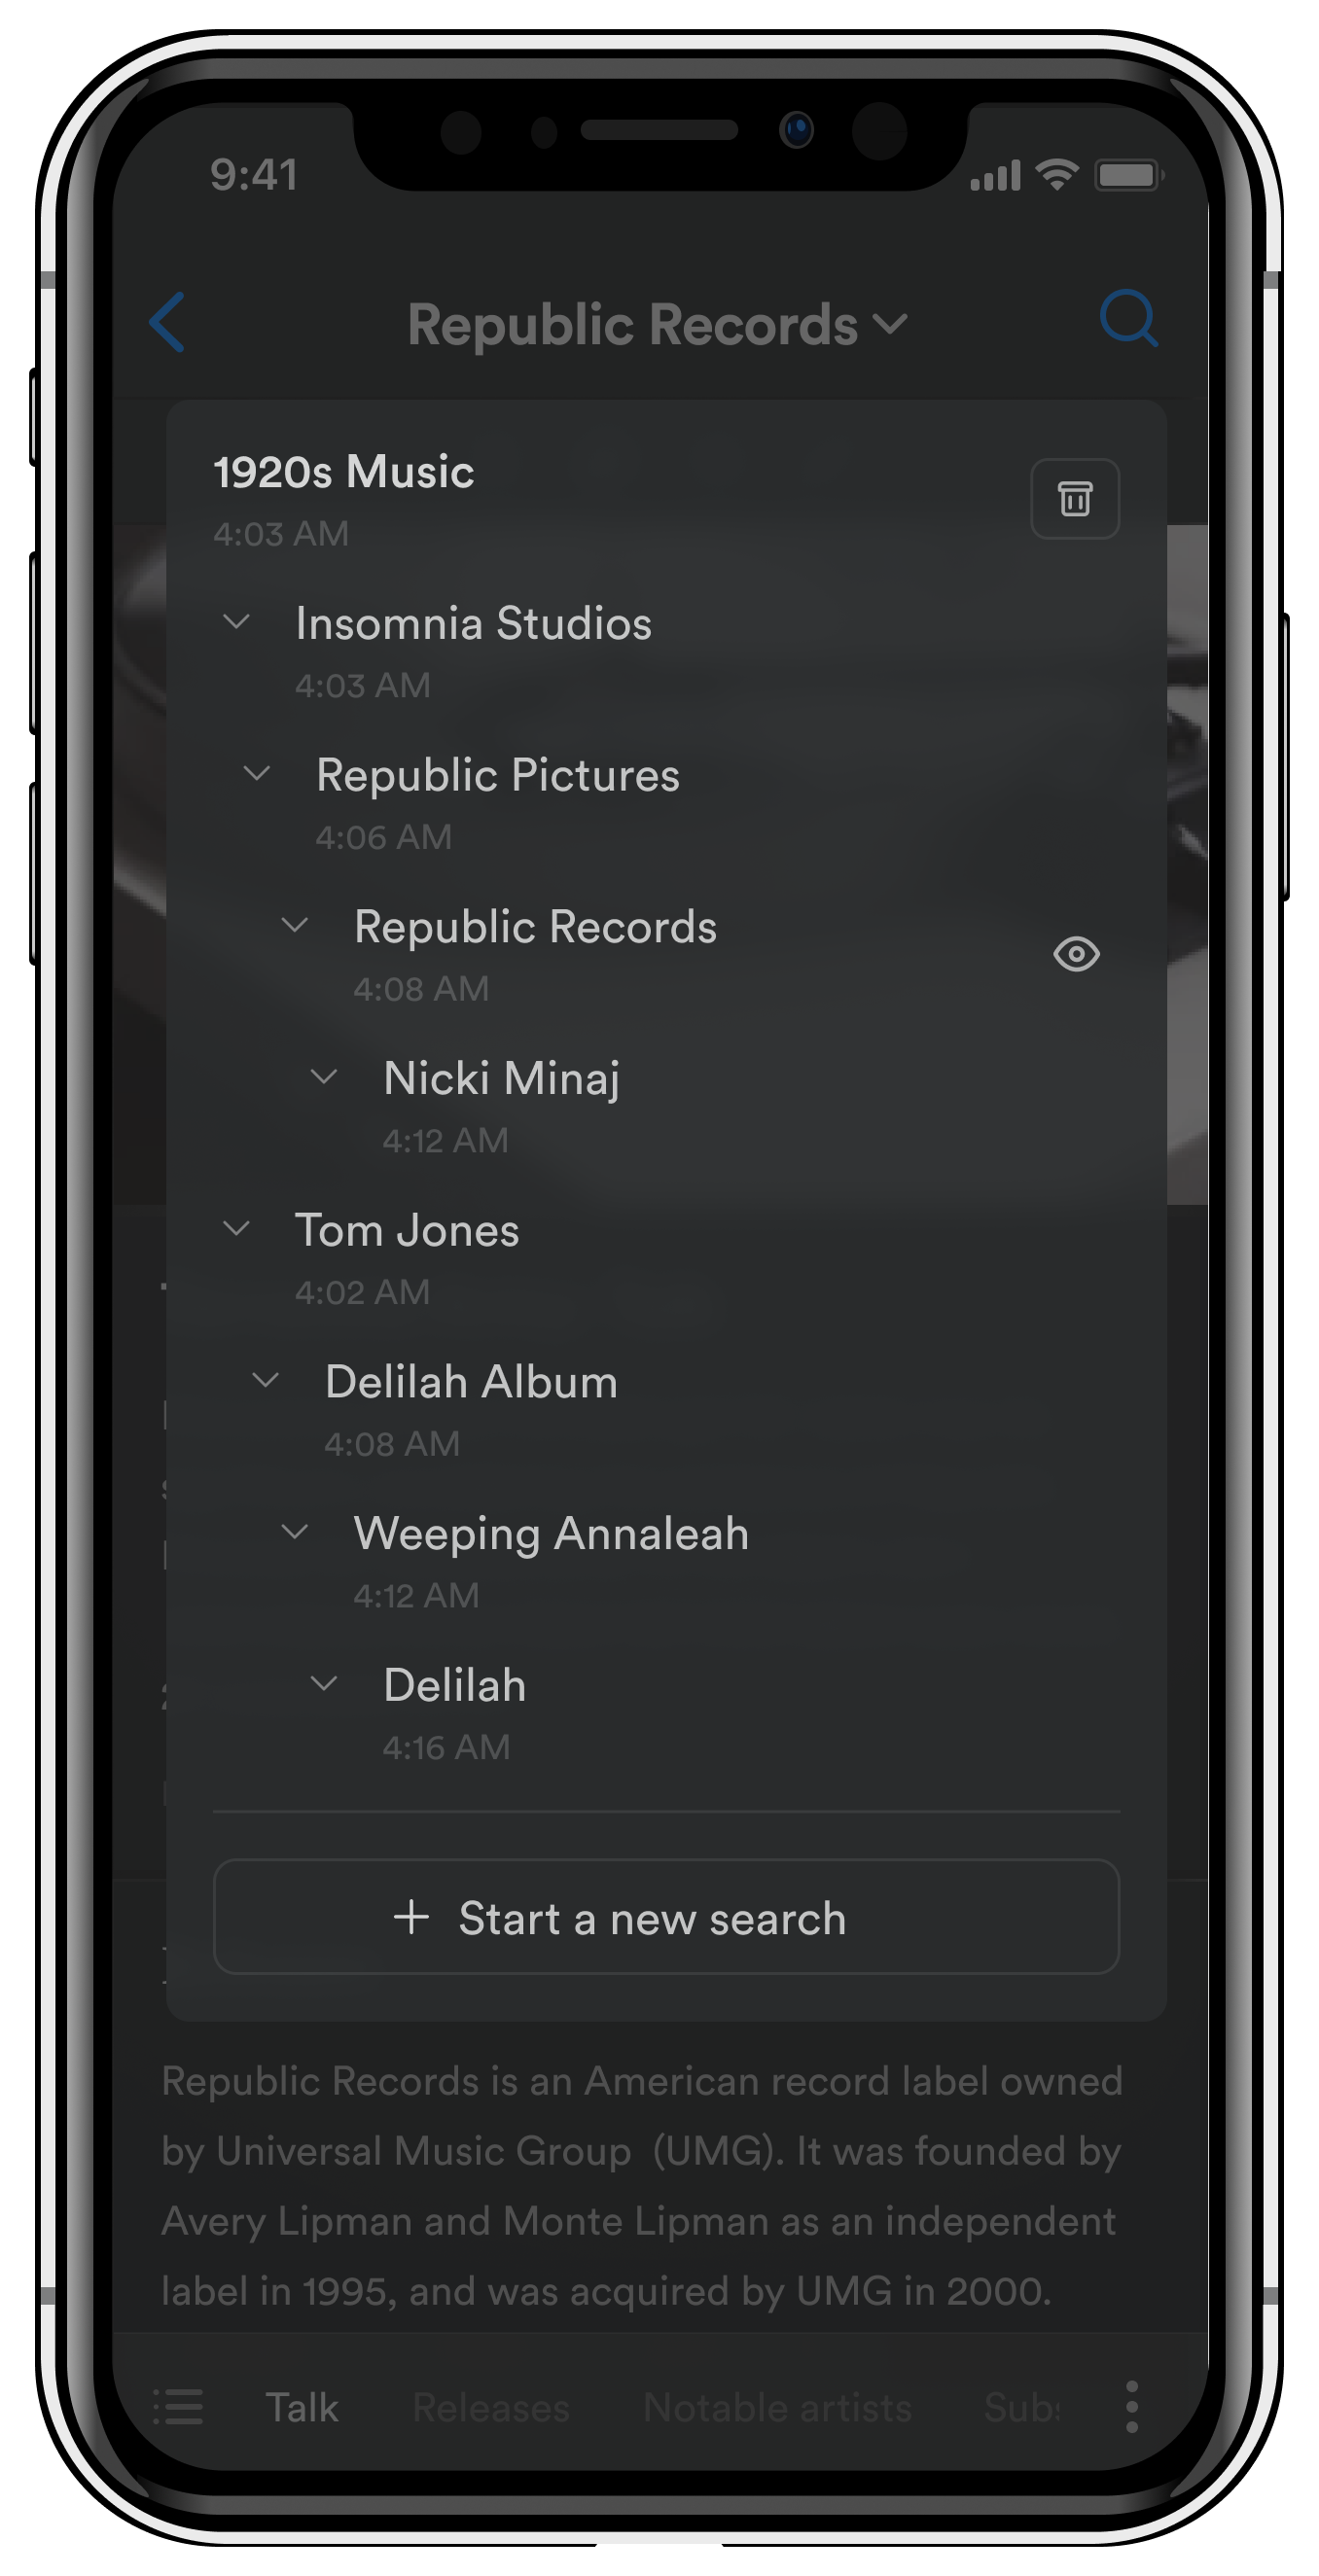 9:41
Republic Records
1920s Music
4:03 AM
Insomnia Studios
4:03 AM
Republic Pictures
4:06 AM
Republic Records
4:08 AM
Nicki Minaj
4:12 AM
Tom Jones
4:02 AM
Delilah Album
4:08 AM
Weeping Annaleah
4:12 AM
Delilah
4:16 AM
Start a new search
Republic Records is an American record label owned
by Universal Music Group (UMG). It was founded by
Avery Lipman and Monte Lipman as an independent
label in 1995, and was acquired by UMG in 2000.
Talk Releases Notable artists